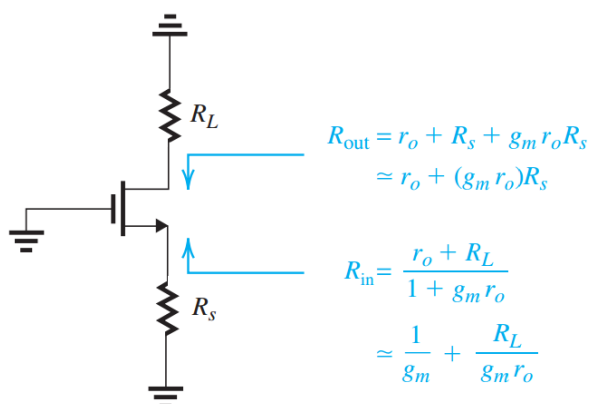 R_L
R_out = r_o + R_s + g_m r_o R_s
≃ r_o + (g_m r_o)R_s
R_in = (r_o + R_L) / (1 + g_m r_o)
R_s
≃ 1 / g_m + R_L / (g_m r_o)